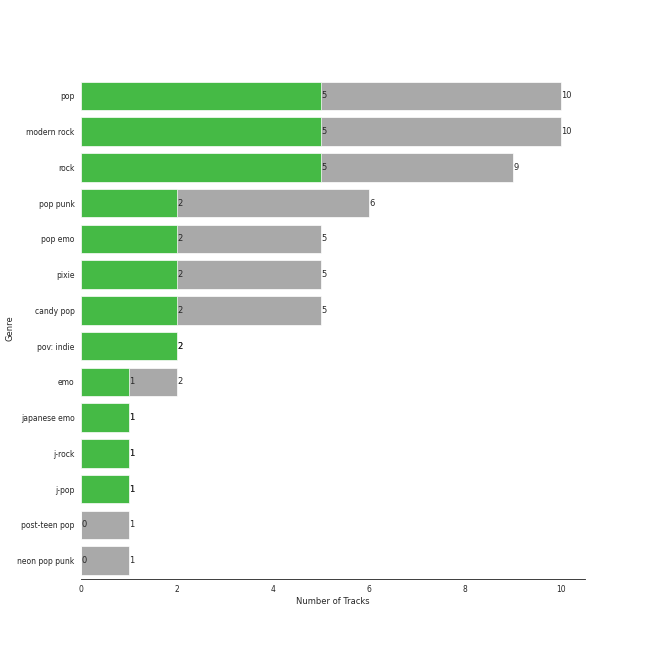 pop 5 10
modern rock 5 10
rock 5 9
pop punk 2 6
pop emo 2 5
pixie 2 5
candy pop 2 5
pov: indie 2
emo 1 2
japanese emo 1
j-rock 1
j-pop 1
post-teen pop 0 1
neon pop punk 0 1
0 2 4 6 8 10
Number of Tracks
Genre